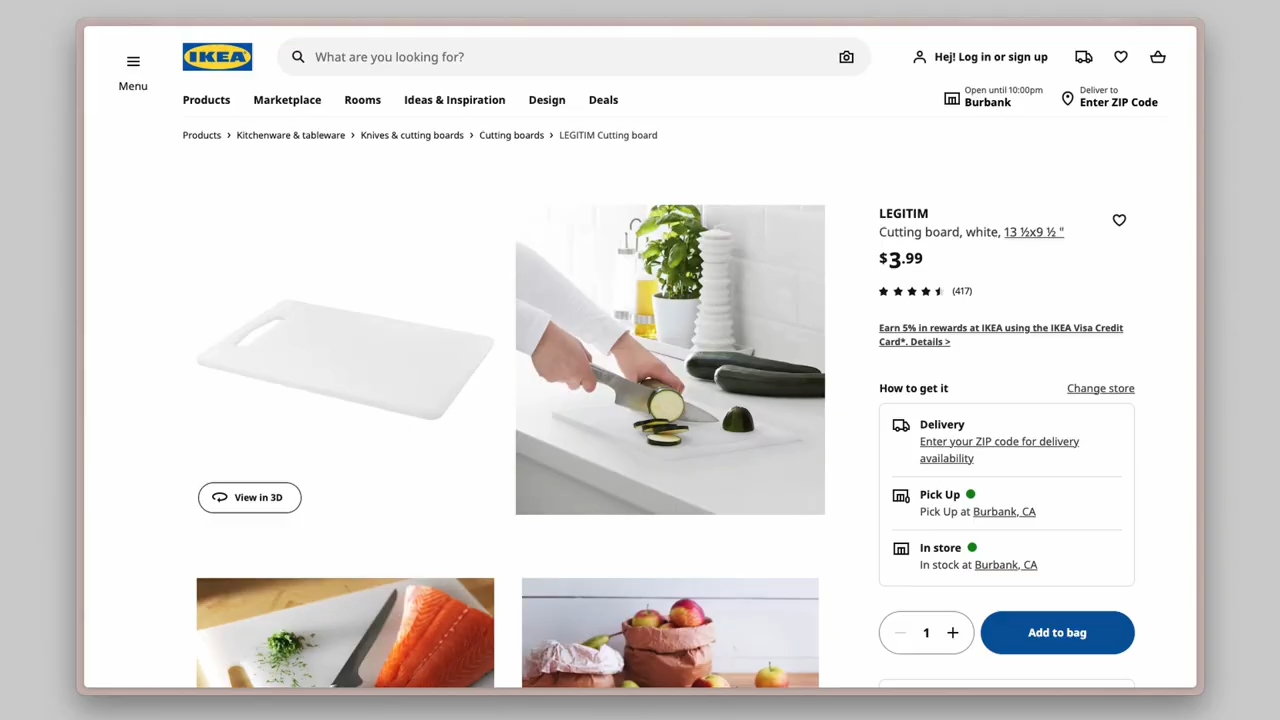 Menu
IKEA
What are you looking for?
Hej! Log in or sign up
Products
Marketplace
Rooms
Ideas & Inspiration
Design
Deals
Open until 10:00pm
Burbank
Deliver to
Enter ZIP Code
Products › Kitchenware & tableware › Knives & cutting boards › Cutting boards › LEGITIM Cutting board
LEGITIM
Cutting board, white, 13 ½x9 ½ "
$3.99
(417)
Earn 5% in rewards at IKEA using the IKEA Visa Credit
Card*. Details >
How to get it
Change store
Delivery
Enter your ZIP code for delivery
availability
Pick Up
Pick Up at Burbank, CA
In store
In stock at Burbank, CA
View in 3D
1
Add to bag